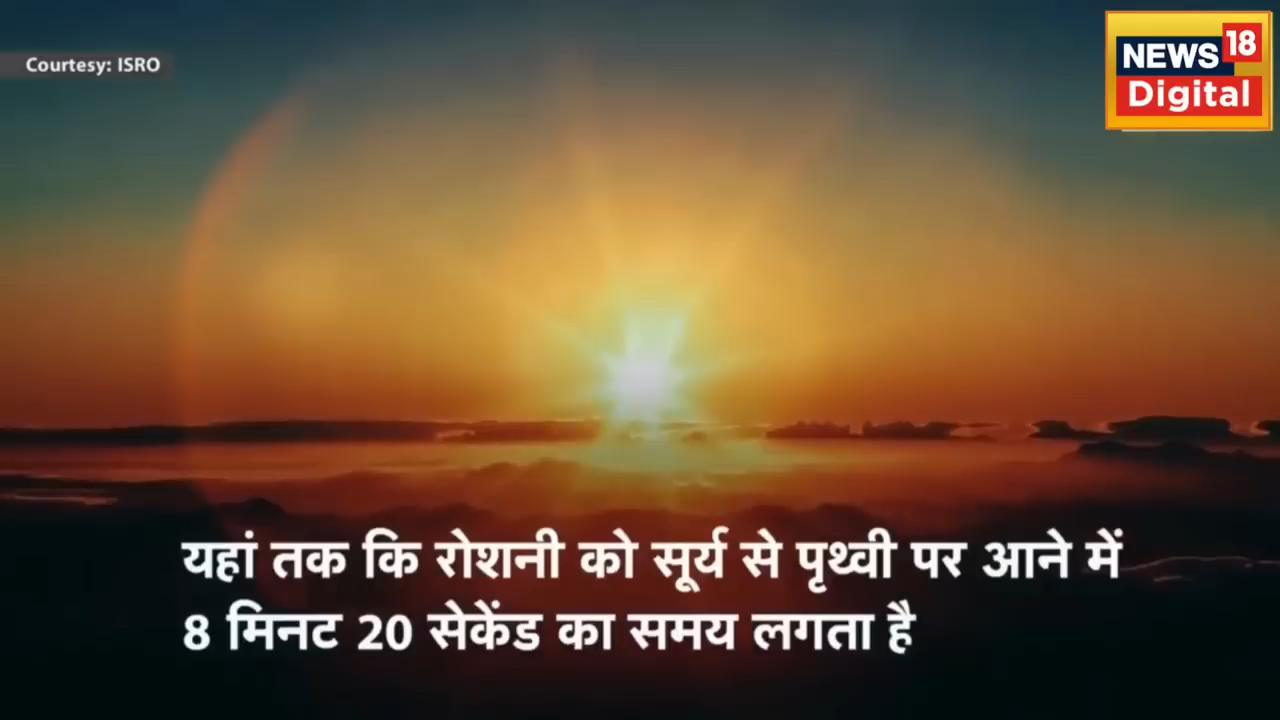 Courtesy: ISRO
NEWS 18
Digital
यहां तक कि रोशनी को सूर्य से पृथ्वी पर आने में
8 मिनट 20 सेकेंड का समय लगता है